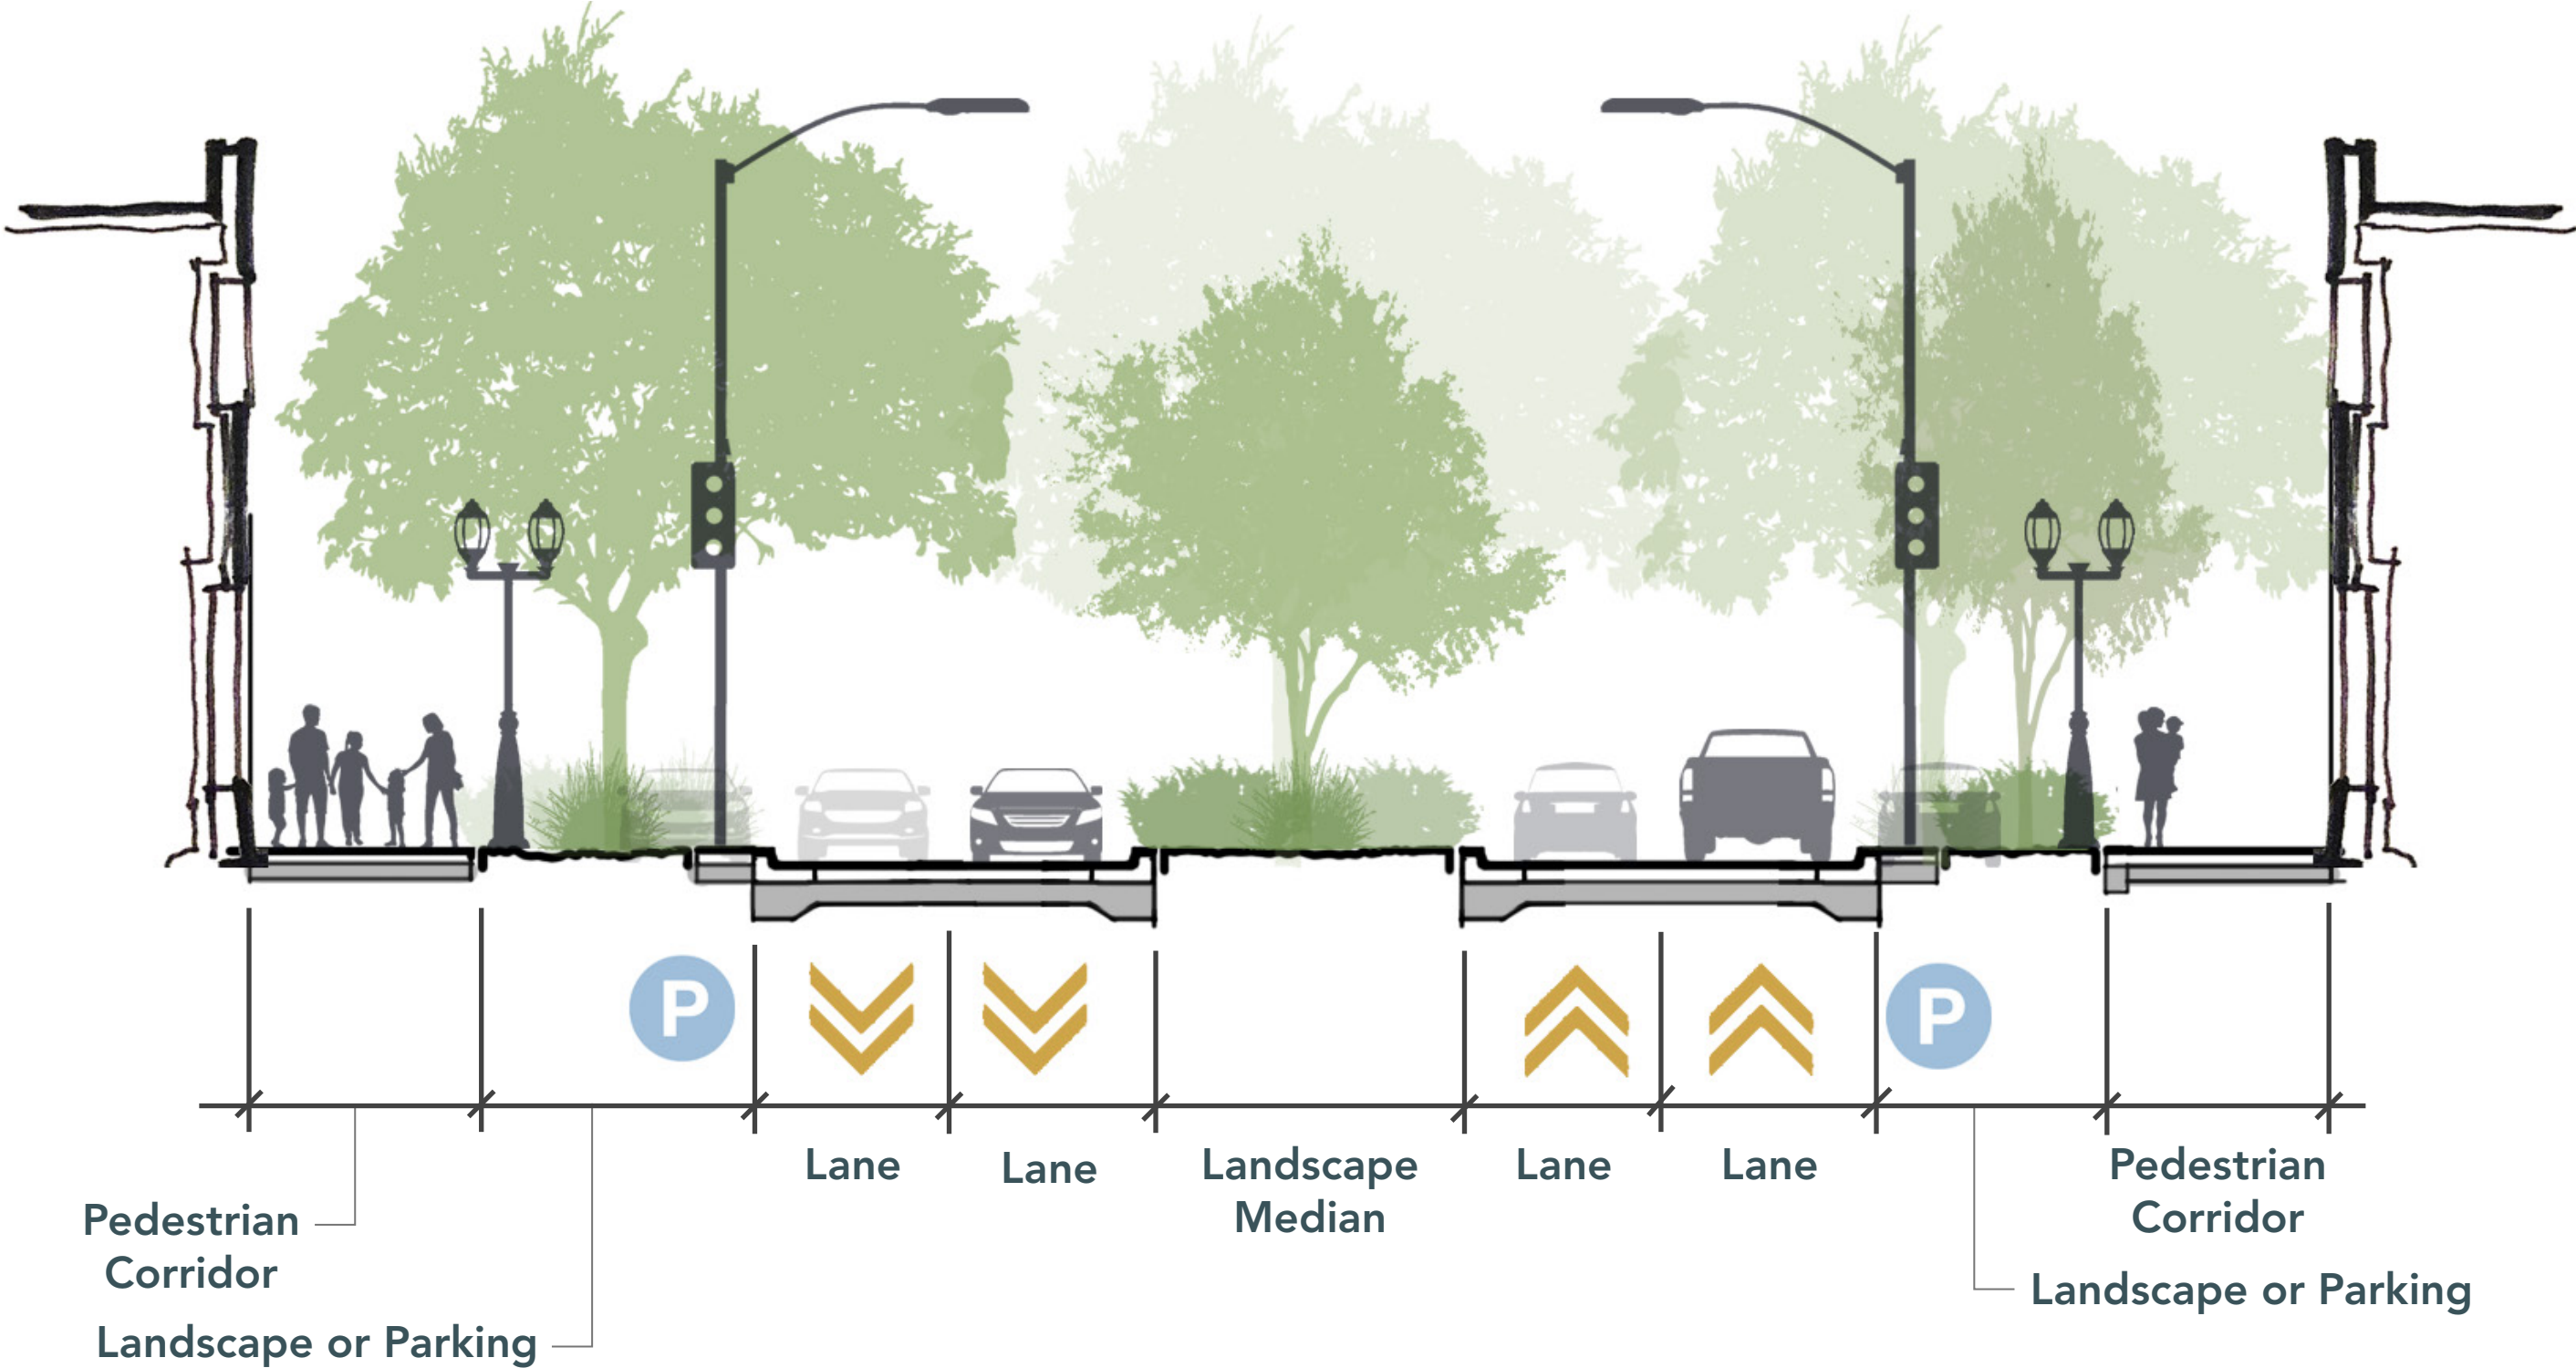 P
P
Lane
Lane
Landscape
Median
Lane
Lane
Pedestrian
Corridor
Pedestrian
Corridor
Landscape or Parking
Landscape or Parking